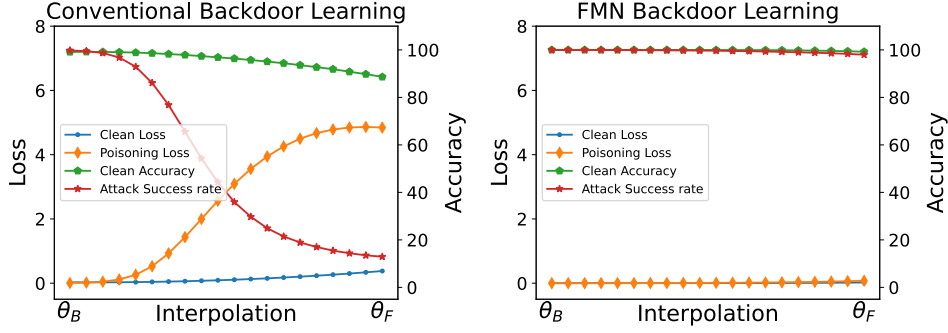 Conventional Backdoor Learning
8
6
4
2
0
Loss
100
80
60
40
20
0
Accuracy
Clean Loss
Poisoning Loss
Clean Accuracy
Attack Success rate
θB Interpolation θF
FMN Backdoor Learning
8
6
4
2
0
Loss
100
80
60
40
20
0
Accuracy
Clean Loss
Poisoning Loss
Clean Accuracy
Attack Success rate
θB Interpolation θF